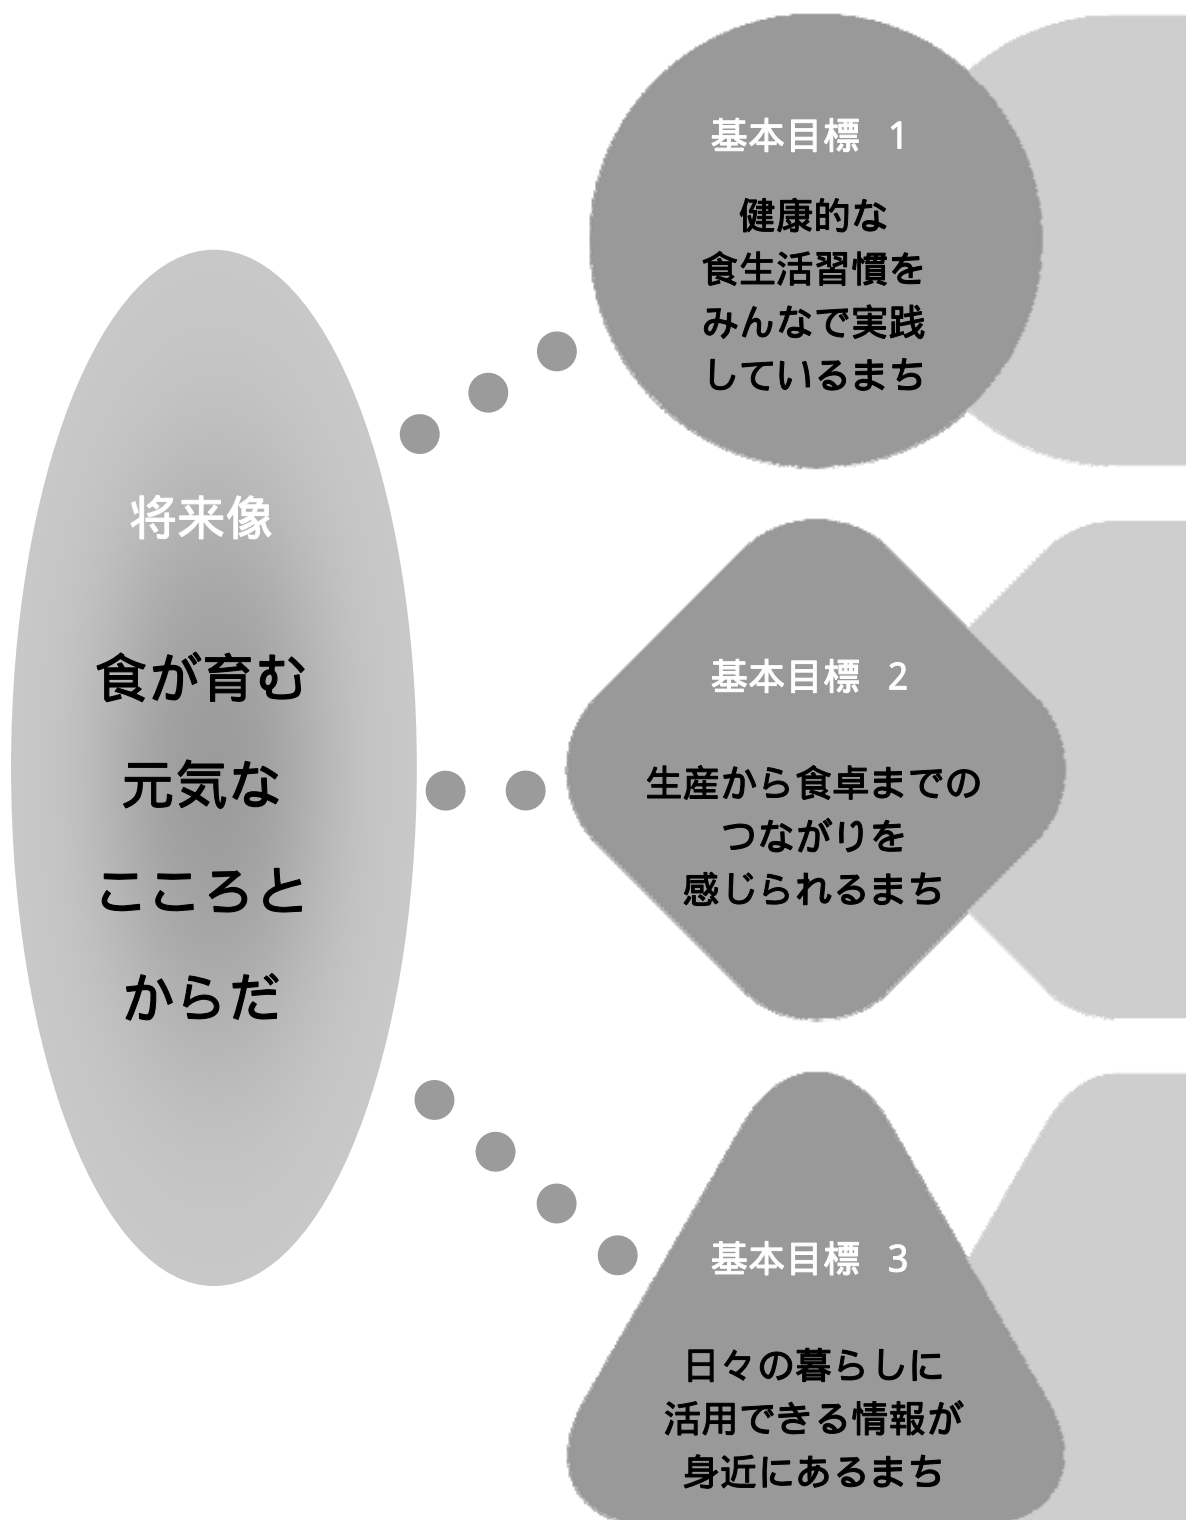 将来像
食が育む
元気な
こころと
からだ
基本目標 1
健康的な
食生活習慣を
みんなで実践
しているまち
基本目標 2
生産から食卓までの
つながりを
感じられるまち
基本目標 3
日々の暮らしに
活用できる情報が
身近にあるまち